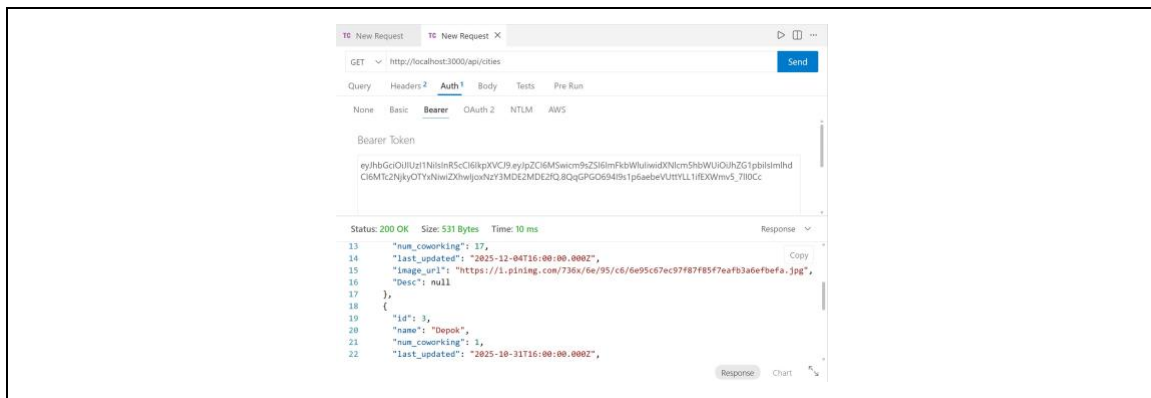 TC New Request TC New Request
GET http://localhost:3000/api/cities Send
Query Headers 2 Auth 1 Body Tests Pre Run
None Basic Bearer OAuth 2 NTLM AWS
Bearer Token
Status: 200 OK Size: 531 Bytes Time: 10 ms Response
13 "num_coworking": 17,
14 "last_updated": "2025-12-04T16:00:00.000Z",
Copy
15 "image_url": "https://i.pinimg.com/736x/6e/95/c6/6e95c67ec97f87f85f7eafb3a6efbefa.jpg",
16 "Desc": null
17 },
18 {
19 "id": 3,
20 "name": "Depok",
21 "num_coworking": 1,
22 "last_updated": "2025-10-31T16:00:00.000Z",
Response Chart